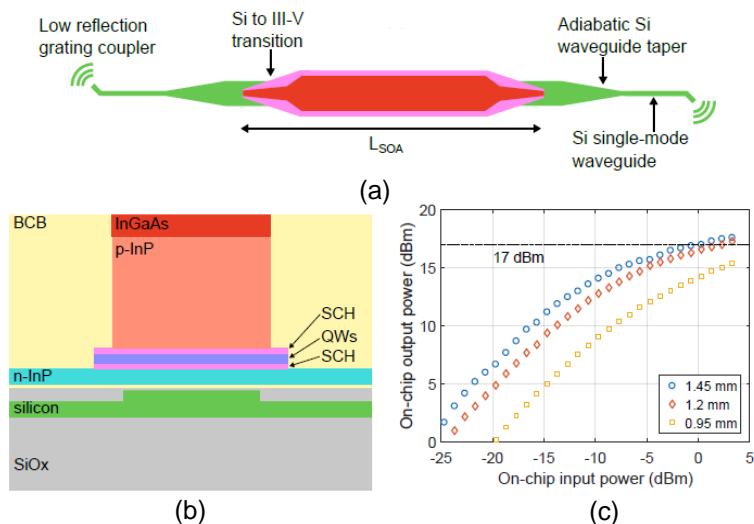 Low reflection
grating coupler
Si to III-V
transition
Adiabatic Si
waveguide taper
L_SOA
Si single-mode
waveguide
(a)
BCB
InGaAs
p-InP
SCH
QWs
SCH
n-InP
silicon
SiOx
(b)
On-chip output power (dBm)
20
15
10
5
0
17 dBm
1.45 mm
1.2 mm
0.95 mm
-25 -20 -15 -10 -5 0 5
On-chip input power (dBm)
(c)